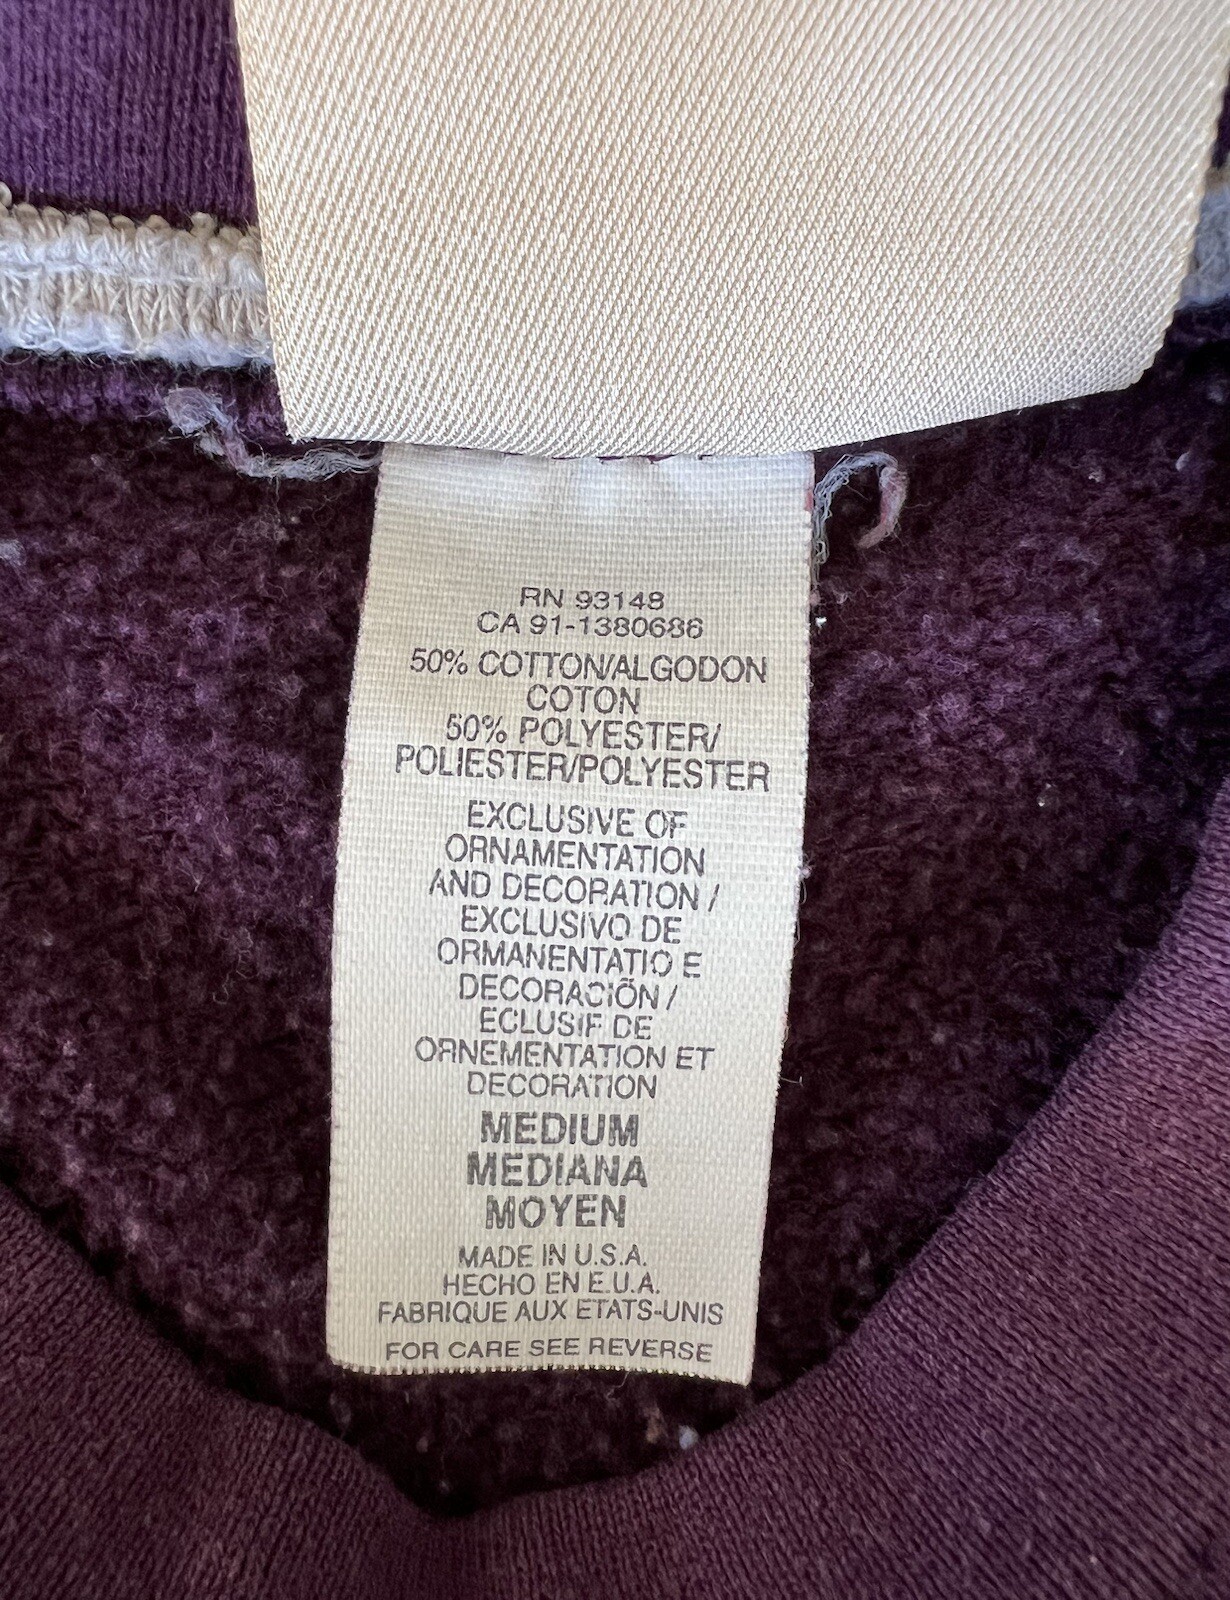 RN 93148
CA 91-1380686
50% COTTON/ALGODON
COTON
50% POLYESTER/
POLIESTER/POLYESTER
EXCLUSIVE OF
ORNAMENTATION
AND DECORATION /
EXCLUSIVO DE
ORMANENTATIO E
DECORACIÕN /
ECLUSIF DE
ORNEMENTATION ET
DECORATION
MEDIUM
MEDIANA
MOYEN
MADE IN U.S.A.
HECHO EN E.U.A.
FABRIQUE AUX ETATS-UNIS
FOR CARE SEE REVERSE